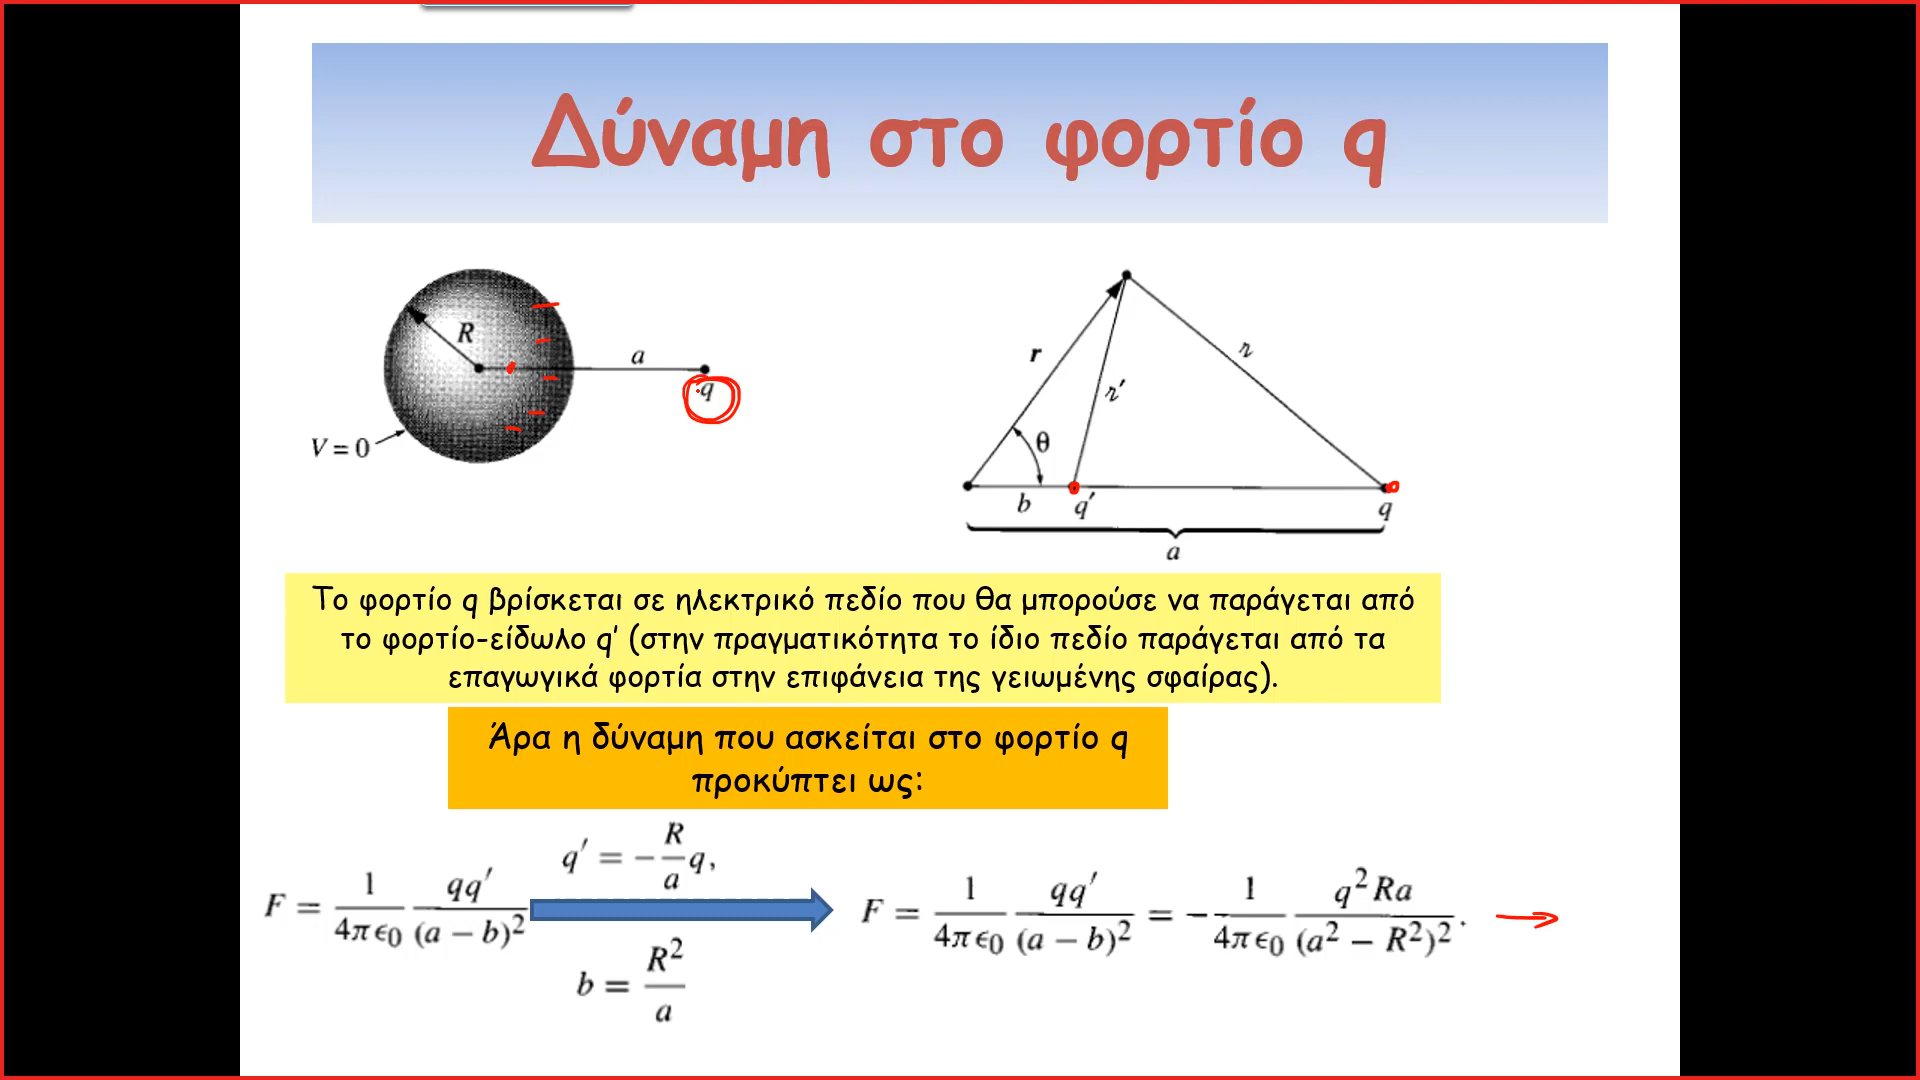 Δύναμη στο φορτίο q
R
a
q
V = 0
r
𝓇
𝓇′
θ
b
q′
q
a
Το φορτίο q βρίσκεται σε ηλεκτρικό πεδίο που θα μπορούσε να παράγεται από
το φορτίο-είδωλο q' (στην πραγματικότητα το ίδιο πεδίο παράγεται από τα
επαγωγικά φορτία στην επιφάνεια της γειωμένης σφαίρας).
Άρα η δύναμη που ασκείται στο φορτίο q
προκύπτει ως:
F = 1/(4πϵ₀) qq′/(a − b)²
q′ = −R/a q,
b = R²/a
F = 1/(4πϵ₀) qq′/(a − b)² = −1/(4πϵ₀) q²Ra/(a² − R²)².